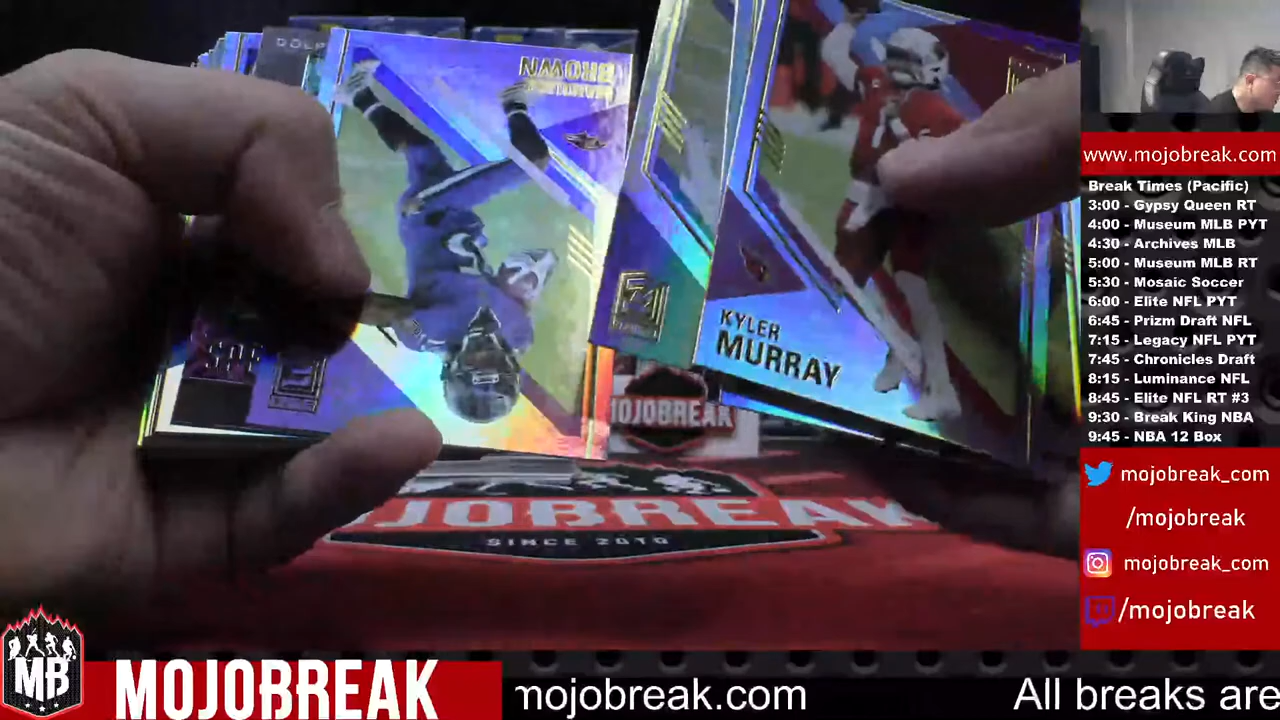 BROWN
KYLER
MURRAY
MOJOBREAK
MOJOBREAK
SINCE 2010
www.mojobreak.com
Break Times (Pacific)
3:00 - Gypsy Queen RT
4:00 - Museum MLB PYT
4:30 - Archives MLB
5:00 - Museum MLB RT
5:30 - Mosaic Soccer
6:00 - Elite NFL PYT
6:45 - Prizm Draft NFL
7:15 - Legacy NFL PYT
7:45 - Chronicles Draft
8:15 - Luminance NFL
8:45 - Elite NFL RT #3
9:30 - Break King NBA
9:45 - NBA 12 Box
mojobreak_com
/mojobreak
mojobreak_com
/mojobreak
MB
MOJOBREAK
mojobreak.com
All breaks are